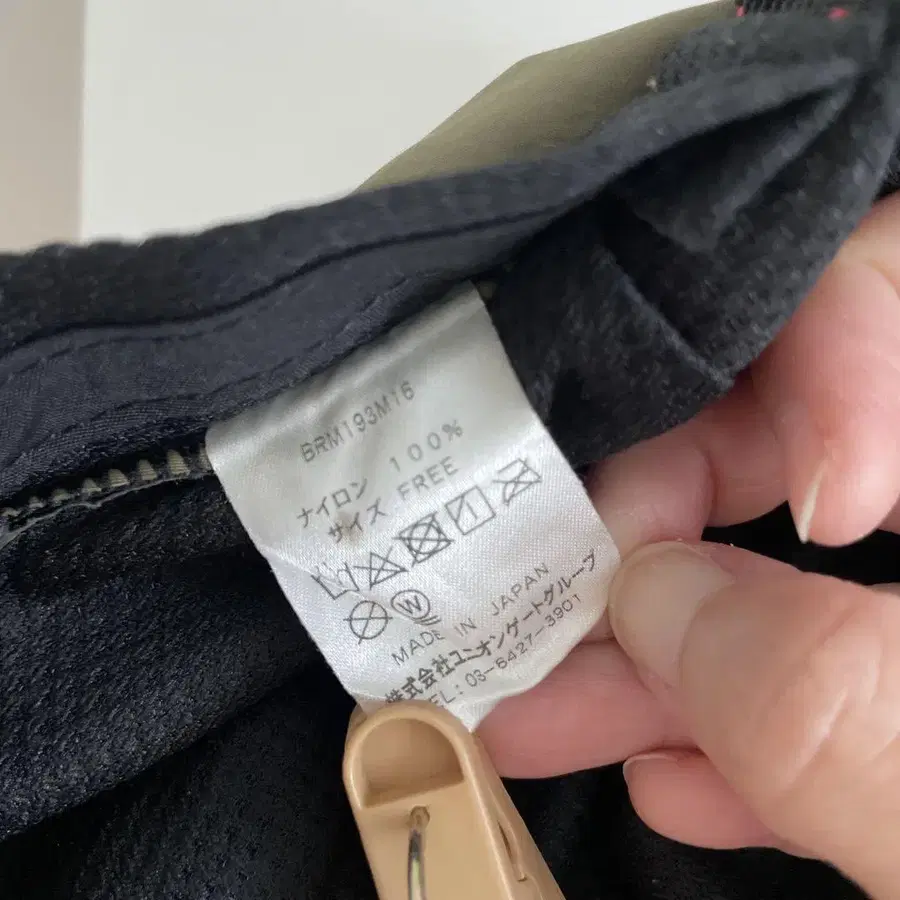 BRM193M16
ナイロン 100%
サイズ FREE
W
MADE IN JAPAN
株式会社ユニオンゲートグループ
TEL: 03-6427-3901